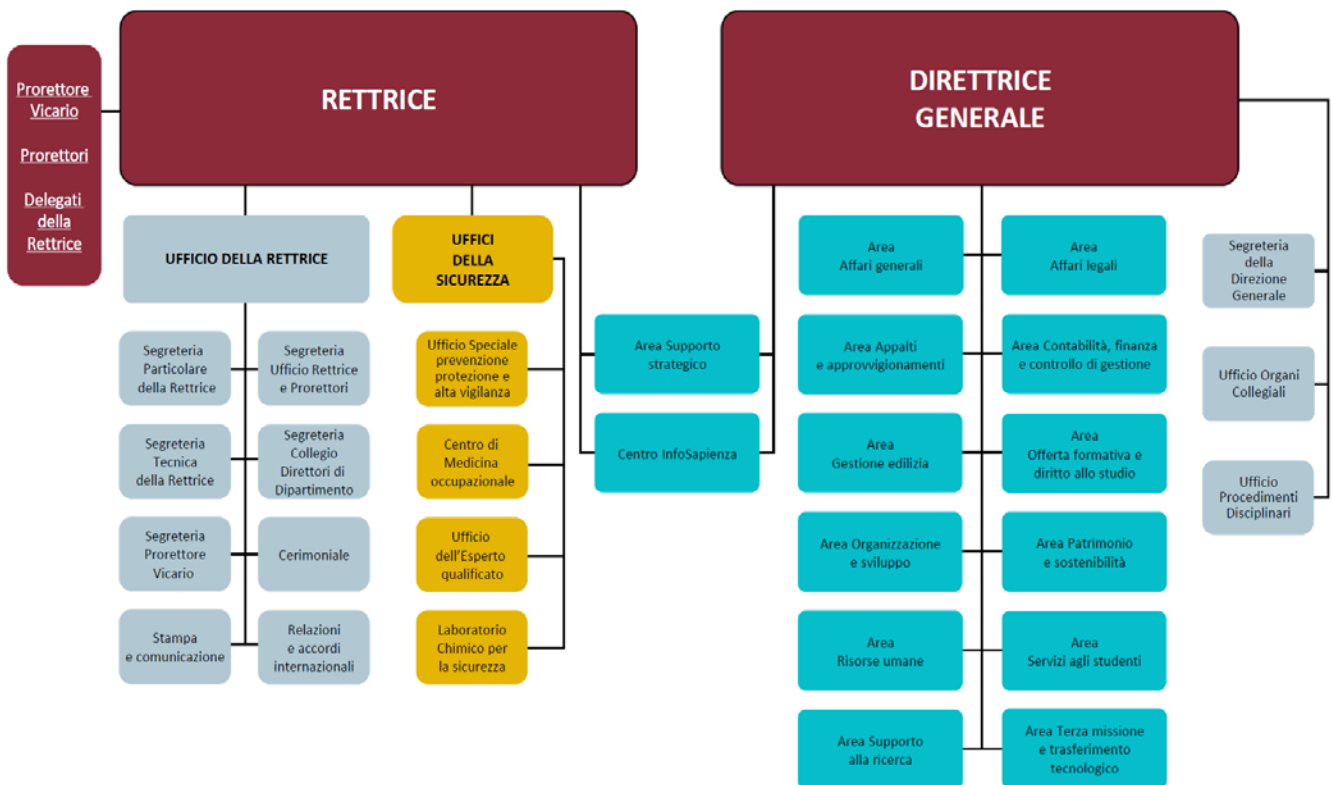 Prorettore
Vicario
Prorettori
Delegati
della
Rettrice
RETTRICE
DIRETTRICE
GENERALE
UFFICIO DELLA RETTRICE
Segreteria
Particolare
della Rettrice
Segreteria
Ufficio Rettrice
e Prorettori
Segreteria
Tecnica
della Rettrice
Segreteria
Collegio
Direttori di
Dipartimento
Segreteria
Prorettore
Vicario
Cerimoniale
Stampa
e comunicazione
Relazioni
e accordi
internazionali
UFFICI
DELLA
SICUREZZA
Ufficio Speciale
prevenzione
protezione e
alta vigilanza
Centro di
Medicina
occupazionale
Ufficio
dell'Esperto
qualificato
Laboratorio
Chimico per
la sicurezza
Area Supporto
strategico
Centro InfoSapienza
Area
Affari generali
Area
Affari legali
Area Appalti
e approvvigionamenti
Area Contabilità, finanza
e controllo di gestione
Area
Gestione edilizia
Area
Offerta formativa e
diritto allo studio
Area Organizzazione
e sviluppo
Area Patrimonio
e sostenibilità
Area
Risorse umane
Area
Servizi agli studenti
Area Supporto
alla ricerca
Area Terza missione
e trasferimento
tecnologico
Segreteria
della
Direzione
Generale
Ufficio Organi
Collegiali
Ufficio
Procedimenti
Disciplinari